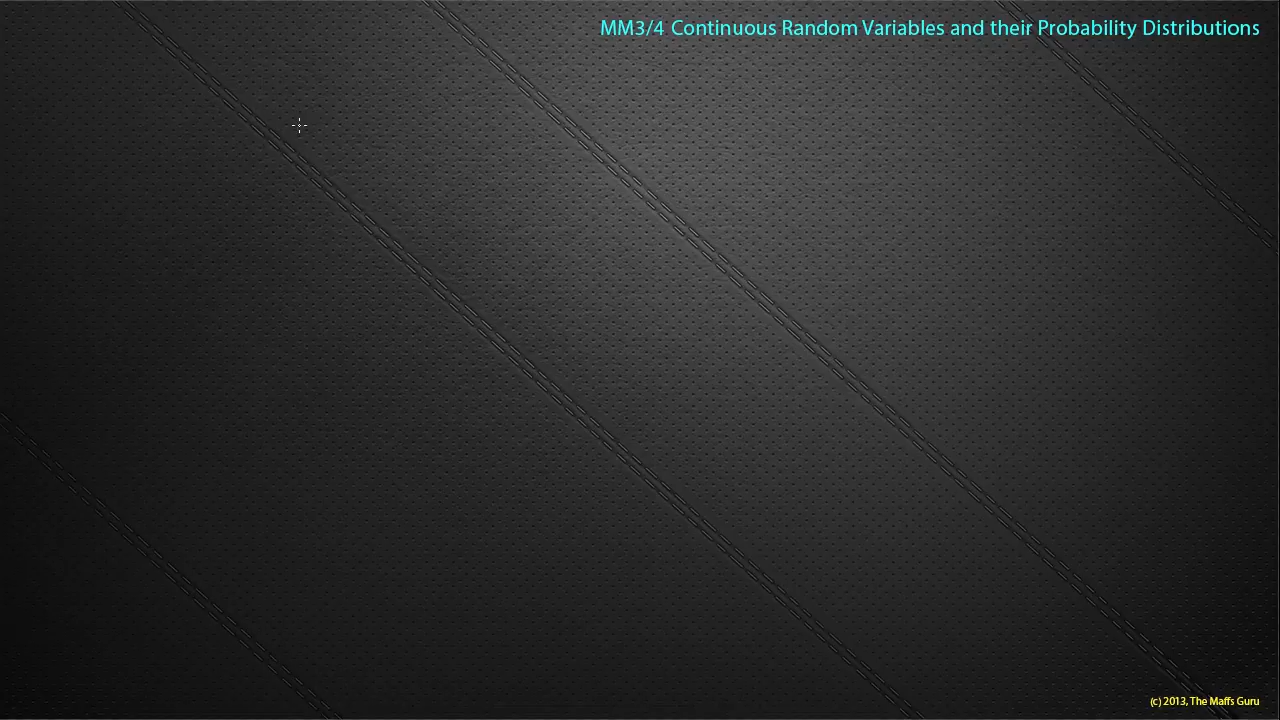 MM3/4 Continuous Random Variables and their Probability Distributions
(c) 2013, The Maffs Guru